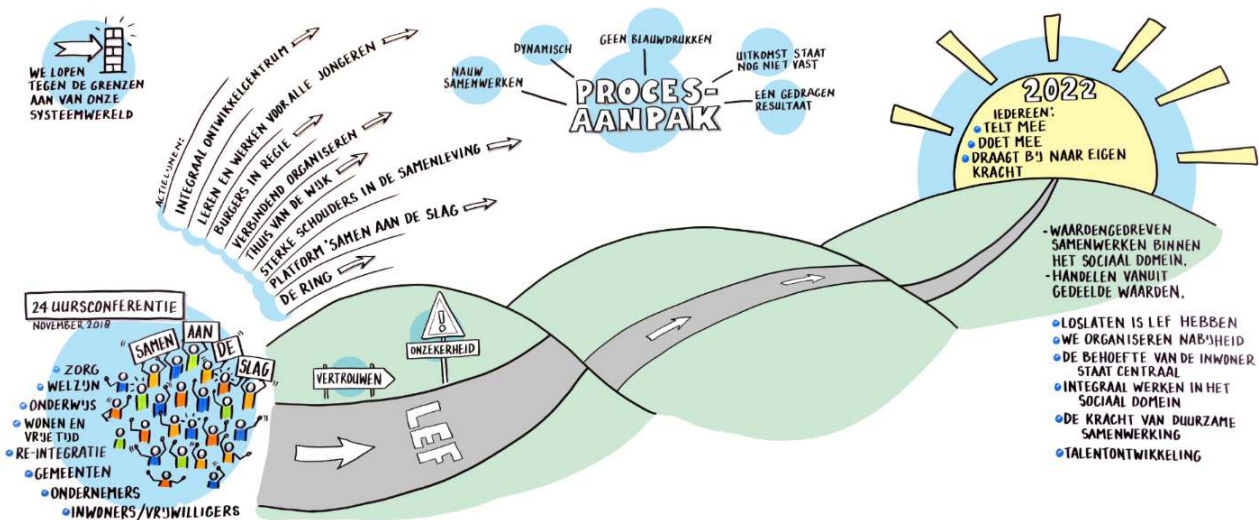 WE LOPEN
TEGEN DE GRENZEN
AAN VAN ONZE
SYSTEEMWERELD
ACTIELIJNEN:
INTEGRAAL ONTWIKKELCENTRUM
LEREN EN WERKEN VOOR ALLE JONGEREN
BURGERS IN REGIE
VERBINDEND ORGANISEREN
THUIS VAN DE WIJK
STERKE SCHOUDERS IN DE SAMENLEVING
PLATFORM 'SAMEN AAN DE SLAG
DE RING
NAUW
SAMENWERKEN
DYNAMISCH
GEEN BLAUWDRUKKEN
UITKOMST STAAT
NOG NIET VAST
EEN GEDRAGEN
RESULTAAT
PROCES-
AANPAK
2022
IEDEREEN:
TELT MEE
DOET MEE
DRAAGT BIJ NAAR EIGEN
KRACHT
- WAARDENGEDREVEN
SAMENWERKEN BINNEN
HET SOCIAAL DOMEIN.
- HANDELEN VANUIT
GEDEELDE WAARDEN.
LOSLATEN IS LEF HEBBEN
WE ORGANISEREN NABIJHEID
DE BEHOEFTE VAN DE INWONER
STAAT CENTRAAL
INTEGRAAL WERKEN IN HET
SOCIAAL DOMEIN
DE KRACHT VAN DUURZAME
SAMENWERKING
TALENTONTWIKKELING
24 UURSCONFERENTIE
NOVEMBER 2018
SAMEN AAN DE SLAG
ZORG
WELZIJN
ONDERWIJS
WONEN EN
VRIJE TIJD
RE-INTEGRATIE
GEMEENTEN
ONDERNEMERS
INWONERS/VRIJWILLIGERS
VERTROUWEN
!
ONZEKERHEID
LEF